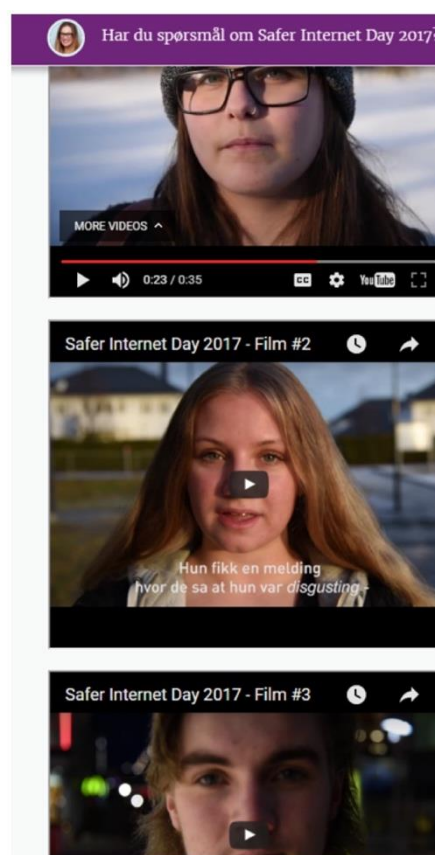 Har du spørsmål om Safer Internet Day 2017?
MORE VIDEOS
0:23 / 0:35
CC
YouTube
Safer Internet Day 2017 - Film #2
Hun fikk en melding
hvor de sa at hun var disgusting -
Safer Internet Day 2017 - Film #3